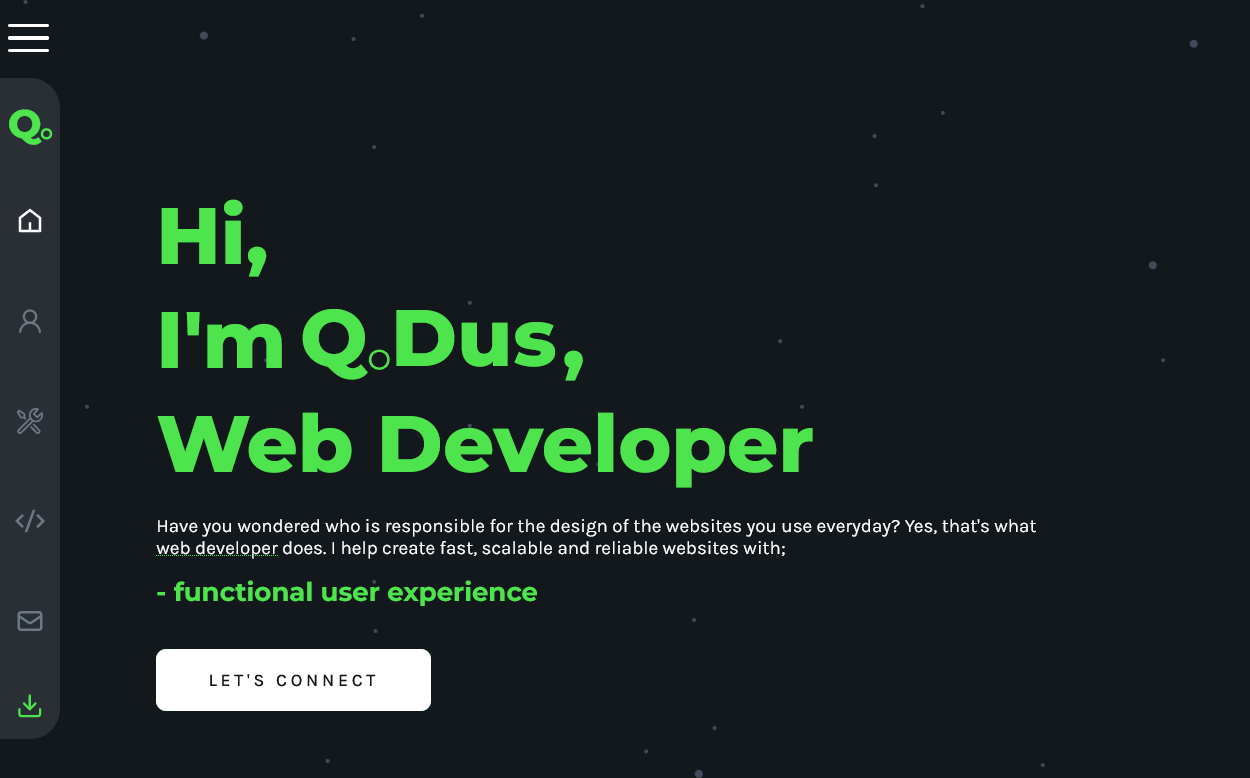 Qo
Hi,
I'm QoDus,
Web Developer
Have you wondered who is responsible for the design of the websites you use everyday? Yes, that's what
web developer does. I help create fast, scalable and reliable websites with;
- functional user experience
LET'S CONNECT